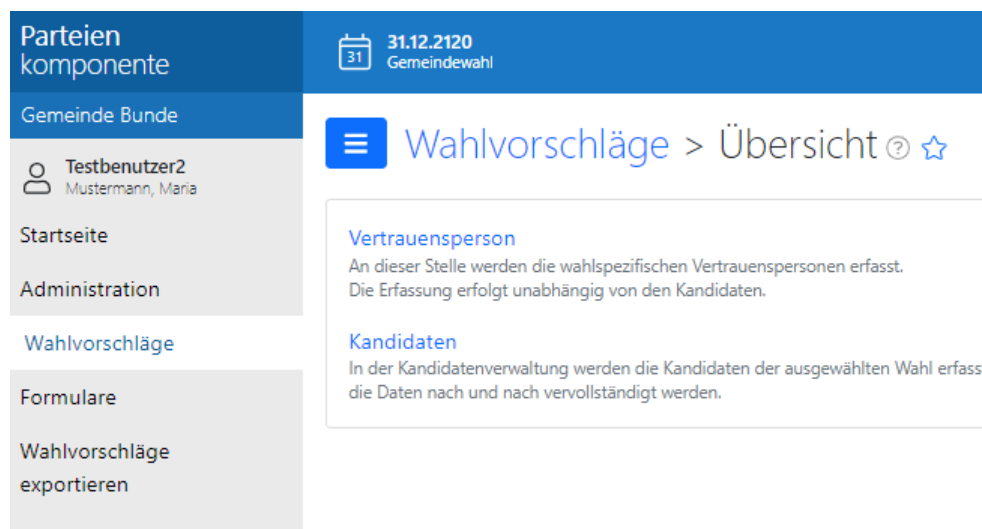 Parteien
komponente
31
31.12.2120
Gemeindewahl
Gemeinde Bunde
Testbenutzer2
Mustermann, Maria
Startseite
Administration
Wahlvorschläge
Formulare
Wahlvorschläge
exportieren
Wahlvorschläge > Übersicht ?
Vertrauensperson
An dieser Stelle werden die wahlspezifischen Vertrauenspersonen erfasst.
Die Erfassung erfolgt unabhängig von den Kandidaten.
Kandidaten
In der Kandidatenverwaltung werden die Kandidaten der ausgewählten Wahl erfass
die Daten nach und nach vervollständigt werden.